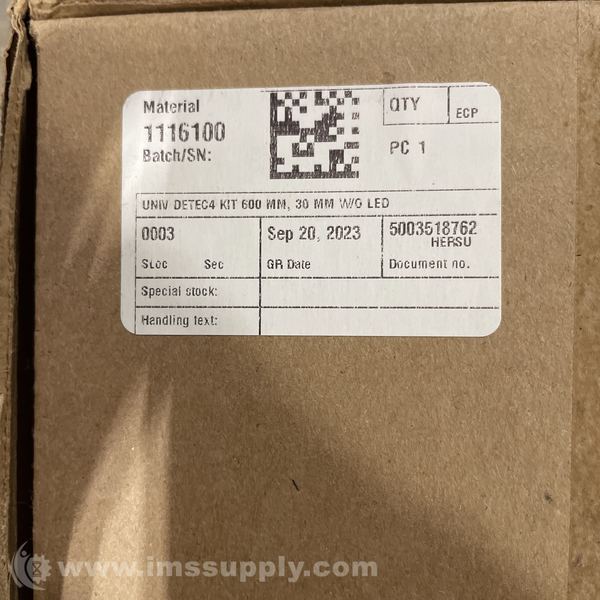 Material
1116100
Batch/SN:
QTY
ECP
PC 1
UNIV DETEC4 KIT 600 MM, 30 MM W/O LED
0003
Sep 20, 2023
5003518762
HERSU
SLoc Sec
GR Date
Document no.
Special stock:
Handling text:
www.imssupply.com